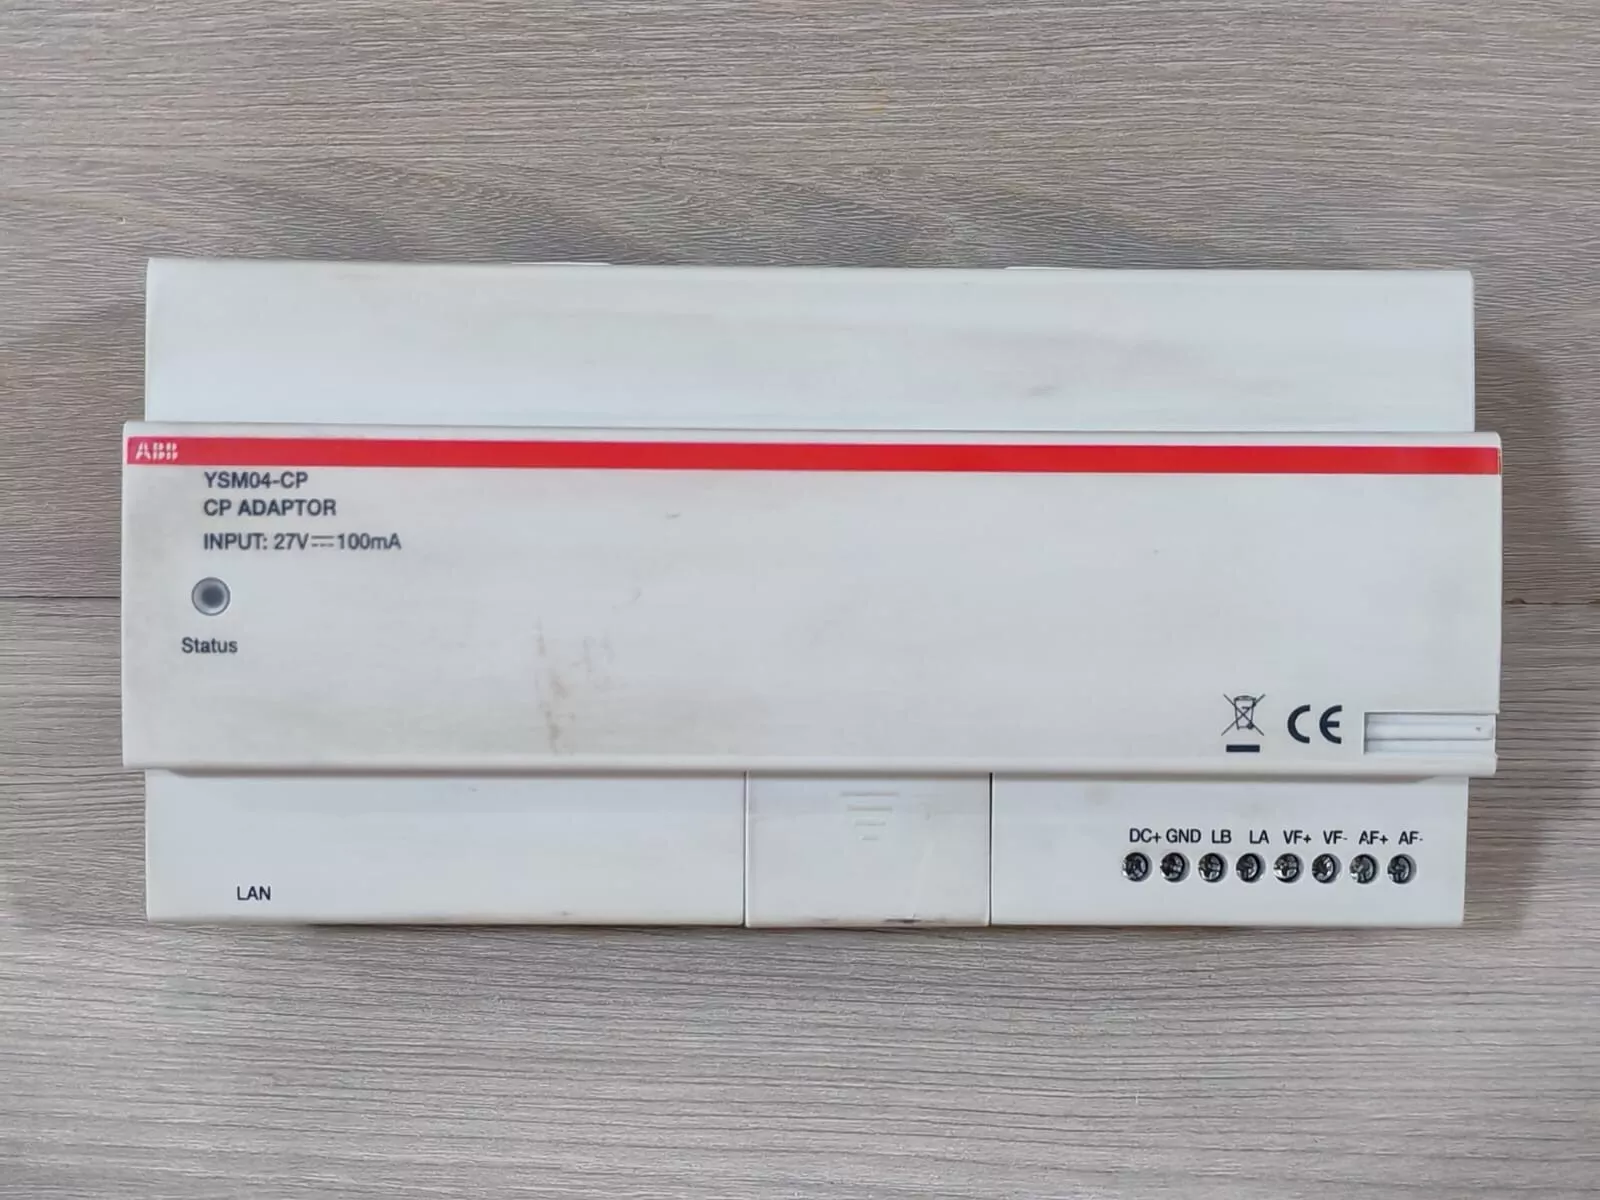 ABB
YSM04-CP
CP ADAPTOR
INPUT: 27V⎓100mA
Status
CE
DC+ GND LB LA VF+ VF- AF+ AF-
LAN